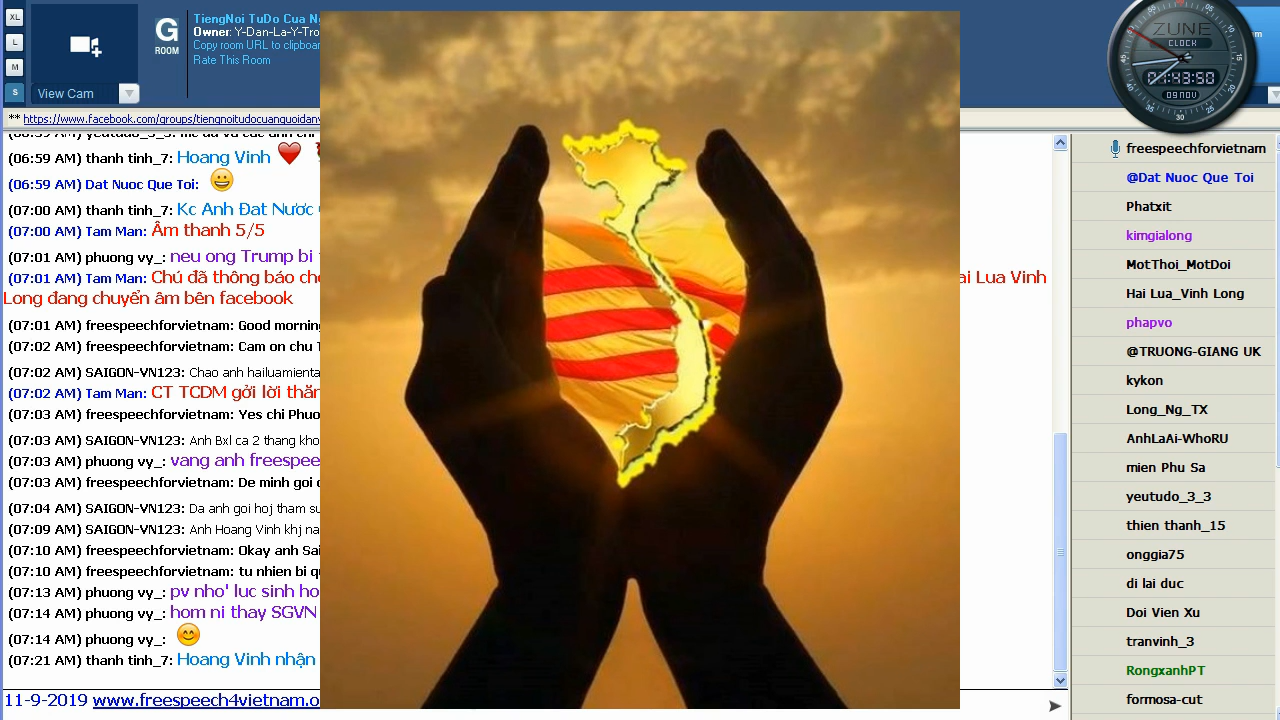 XL
L
M
S
View Cam
G
ROOM
TiengNoi TuDo Cua
Owner: Y-Dan-La-Y-Tro
Copy room URL to clipboar
Rate This Room
ZUNE
CLOCK
09 NOV
** https://www.facebook.com/groups/tiengnoitudocuanguoidanv
(06:59 AM) thanh tinh_7: Hoang Vinh
(06:59 AM) Dat Nuoc Que Toi:
(07:00 AM) thanh tinh_7: Kc Anh Đat Nước
(07:00 AM) Tam Man: Âm thanh 5/5
(07:01 AM) phuong vy_: neu ong Trump bi
(07:01 AM) Tam Man: Chú đã thông báo ch
ai Lua Vinh
Long đang chuyển âm bên facebook
(07:01 AM) freespeechforvietnam: Good morning
(07:02 AM) freespeechforvietnam: Cam on chu
(07:02 AM) SAIGON-VN123: Chao anh hailuamienta
(07:02 AM) Tam Man: CT TCDM gởi lời thăm
(07:03 AM) freespeechforvietnam: Yes chi Phuo
(07:03 AM) SAIGON-VN123: Anh Bxl ca 2 thang kho
(07:03 AM) phuong vy_: vang anh freespee
(07:03 AM) freespeechforvietnam: De minh goi
(07:04 AM) SAIGON-VN123: Da anh goi hoj tham su
(07:09 AM) SAIGON-VN123: Anh Hoang Vinh khj na
(07:10 AM) freespeechforvietnam: Okay anh Sai
(07:10 AM) freespeechforvietnam: tu nhien bi qu
(07:13 AM) phuong vy_: pv nho' luc sinh ho
(07:14 AM) phuong vy_: hom ni thay SGVN
(07:14 AM) phuong vy_:
(07:21 AM) thanh tinh_7: Hoang Vinh nhận
11-9-2019 www.freespeech4vietnam.o
freespeechforvietnam
@Dat Nuoc Que Toi
Phatxit
kimgialong
MotThoi_MotDoi
Hai Lua_Vinh Long
phapvo
@TRUONG-GIANG UK
kykon
Long_Ng_TX
AnhLaAi-WhoRU
mien Phu Sa
yeutudo_3_3
thien thanh_15
onggia75
di lai duc
Doi Vien Xu
tranvinh_3
RongxanhPT
formosa-cut